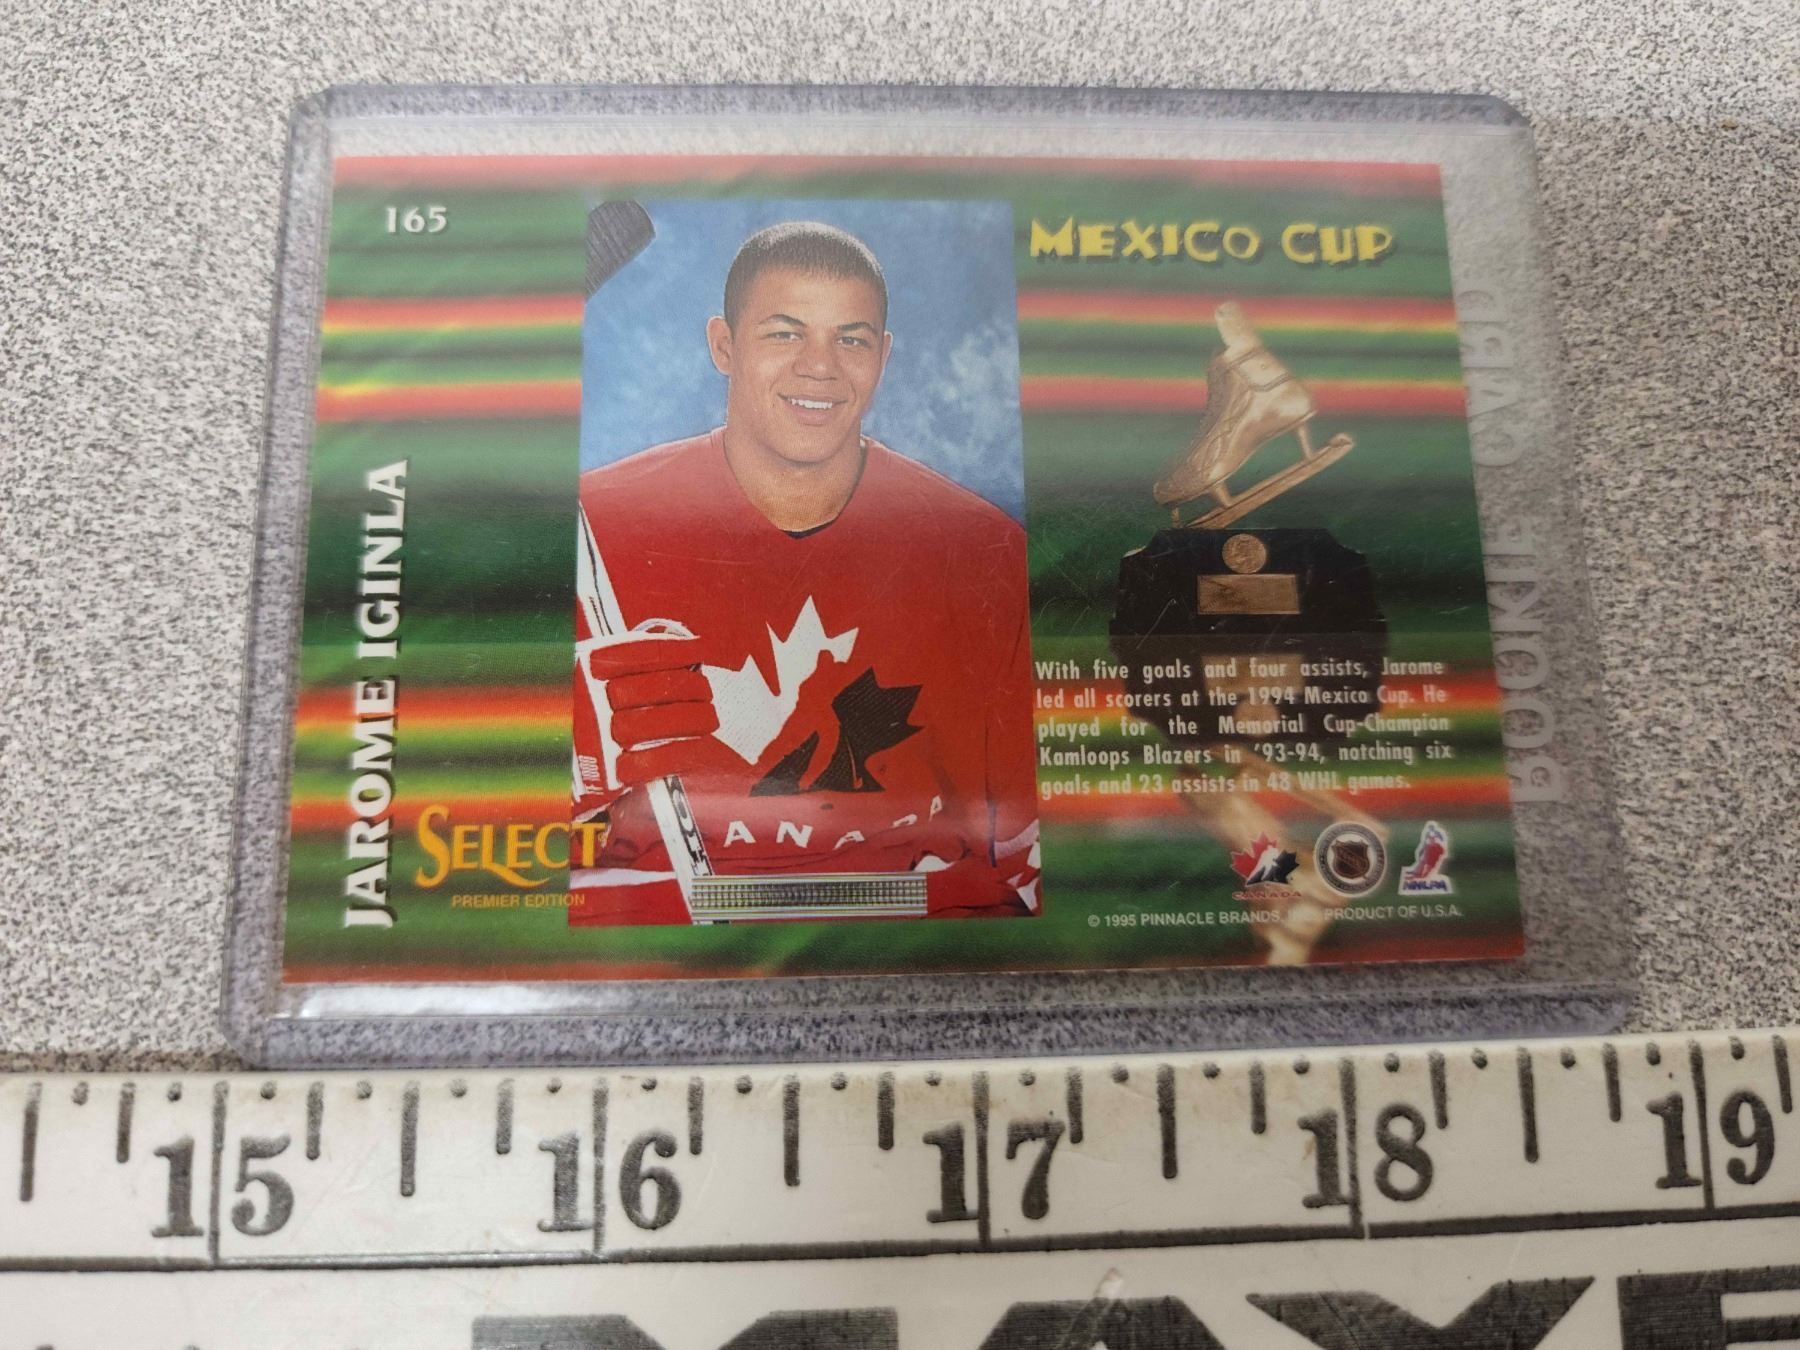 165
MEXICO CUP
JAROME IGINLA
CANADA
With five goals and four assists, Jarome
led all scorers at the 1994 Mexico Cup. He
played for the Memorial Cup-Champion
Kamloops Blazers in '93-94, notching six
goals and 23 assists in 48 WHL games.
SELECT
PREMIER EDITION
CANADA
NHLPA
© 1995 PINNACLE BRANDS, INC. PRODUCT OF U.S.A.
ROOKIE CARD
15 16 17 18 19